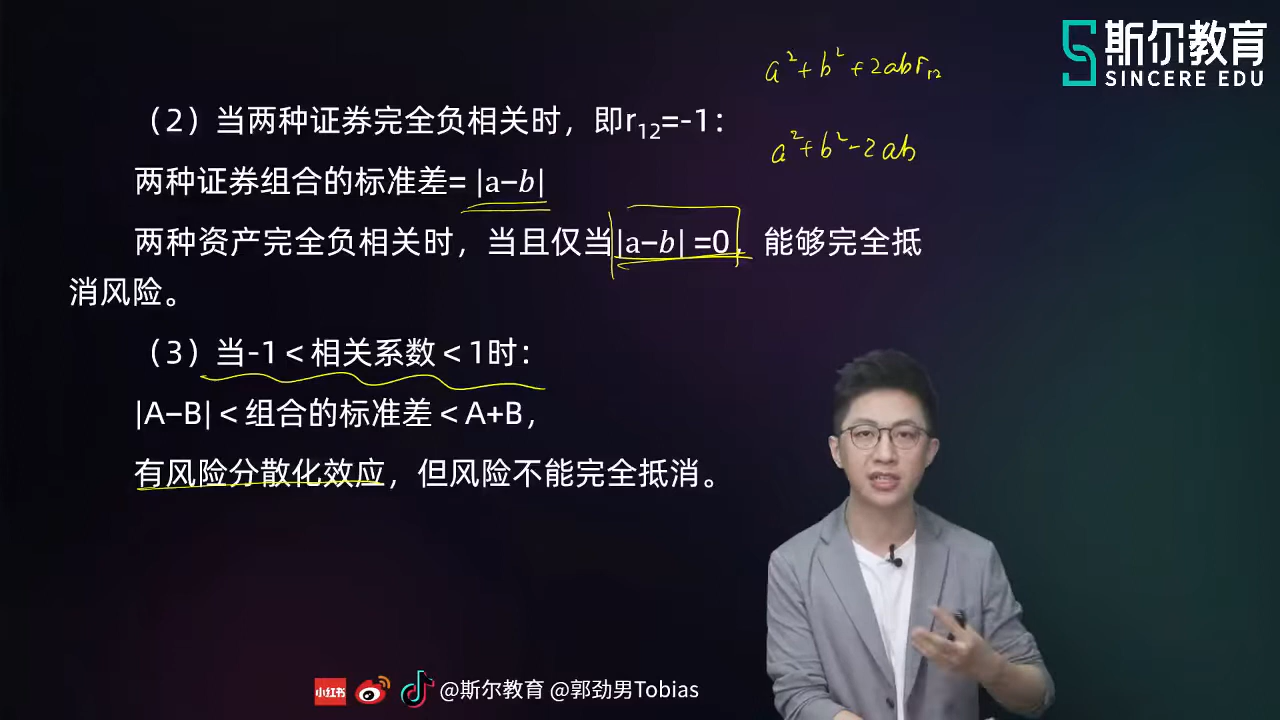 斯尔教育
SINCERE EDU
a²+b²+2abr₁₂
（2）当两种证券完全负相关时，即r₁₂=-1：
a²+b²-2ab
两种证券组合的标准差= |a−b|
两种资产完全负相关时，当且仅当|a−b| =0，能够完全抵
消风险。
（3）当-1＜相关系数＜1时：
|A−B|＜组合的标准差＜A+B，
有风险分散化效应，但风险不能完全抵消。
小红书
@斯尔教育 @郭劲男Tobias